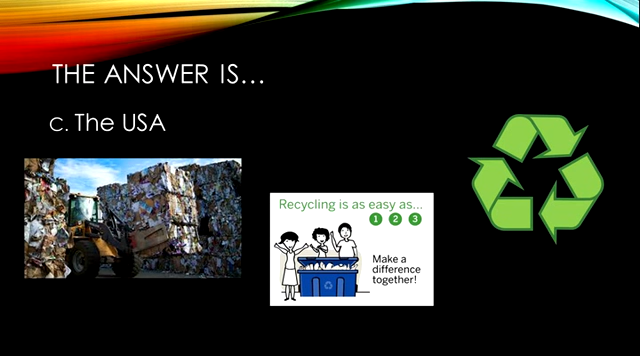 THE ANSWER IS...
c. The USA
Recycling is as easy as...
1 2 3
Make a
difference
together!